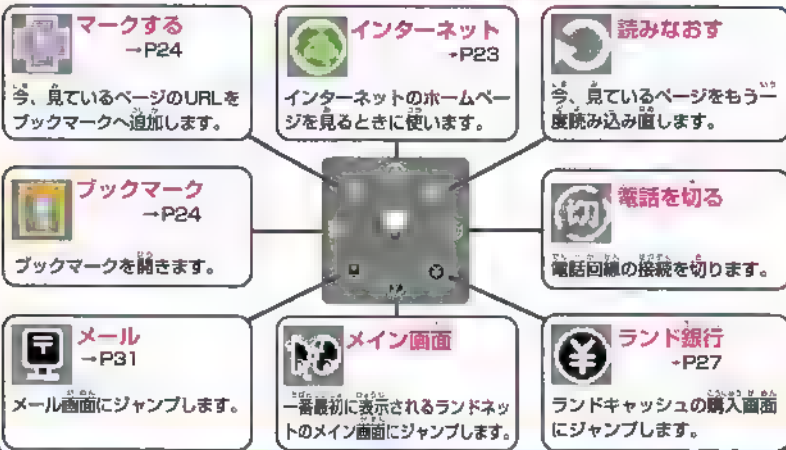 マークする
→P24
今、見ているページのURLを
ブックマークへ追加します。
インターネット
→P23
インターネットのホームペー
ジを見るときに使います。
読みなおす
今、見ているページをもう一
度読み込み直します。
ブックマーク
→P24
ブックマークを開きます。
切
電話を切る
電話回線の接続を切ります。
〒
メール
→P31
メール画面にジャンプします。
メイン画面
一番最初に表示されるランドネッ
トのメイン画面にジャンプします。
¥
ランド銀行
→P27
ランドキャッシュの購入画面
にジャンプします。